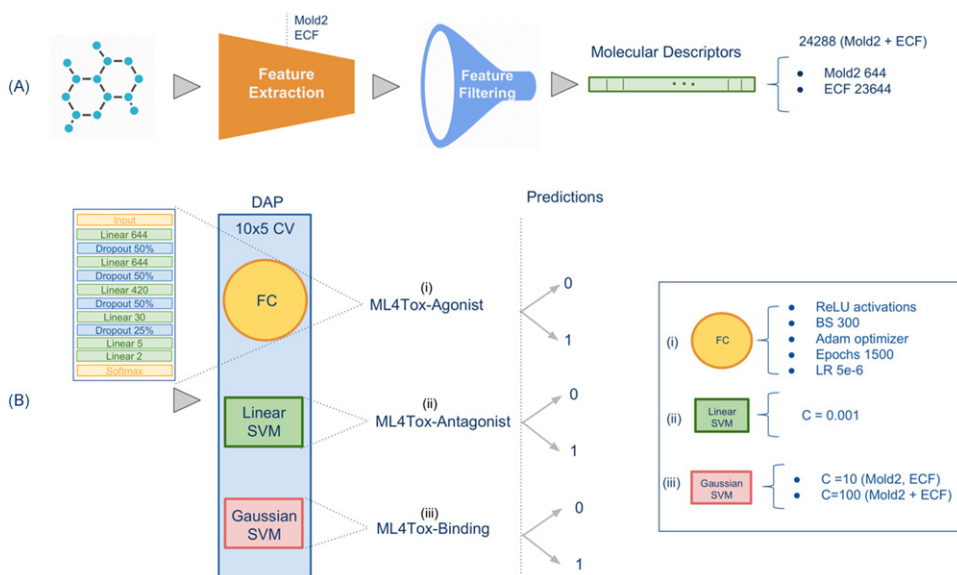 Mold2
ECF
(A)
Feature
Extraction
Feature
Filtering
Molecular Descriptors
24288 (Mold2 + ECF)
• Mold2 644
• ECF 23644
(B)
Input
Linear 644
Dropout 50%
Linear 644
Dropout 50%
Linear 420
Dropout 50%
Linear 30
Dropout 25%
Linear 5
Linear 2
Softmax
DAP
10x5 CV
FC
Linear
SVM
Gaussian
SVM
(i)
ML4Tox-Agonist
(ii)
ML4Tox-Antagonist
(iii)
ML4Tox-Binding
Predictions
0
1
0
1
0
1
(i)
FC
• ReLU activations
• BS 300
• Adam optimizer
• Epochs 1500
• LR 5e-6
(ii)
Linear
SVM
C = 0.001
(iii)
Gaussian
SVM
• C =10 (Mold2, ECF)
• C=100 (Mold2 + ECF)